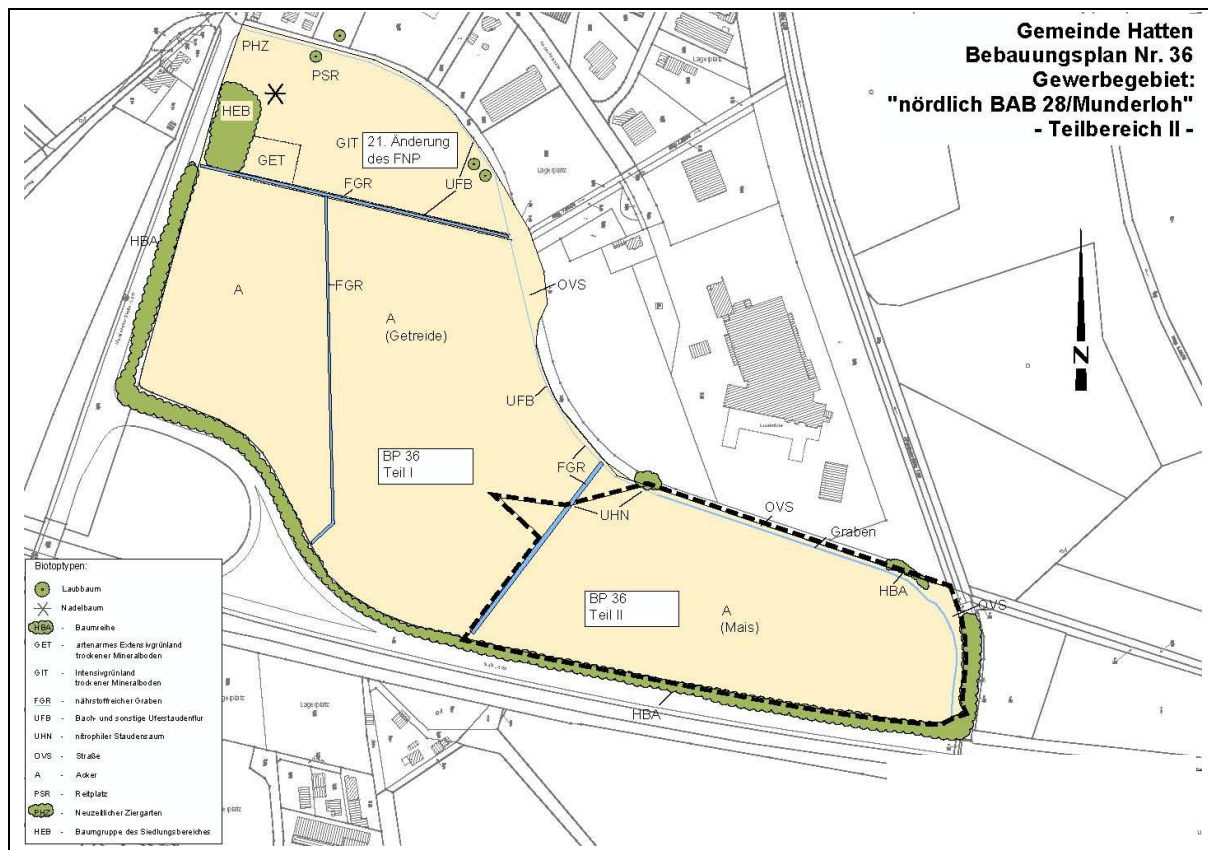 Gemeinde Hatten
Bebauungsplan Nr. 36
Gewerbegebiet:
"nördlich BAB 28/Munderloh"
- Teilbereich II -
PHZ
PSR
Lagerplatz
HEB
GIT
21. Änderung
des FNP
GET
FGR
UFB
Lagerplatz
HBA
A
FGR
OVS
A
(Getreide)
N
UFB
BP 36
Teil I
FGR
UHN
OVS
Graben
HBA
OVS
BP 36
Teil II
A
(Mais)
HBA
Lagerplatz
Lagerplatz
Biotoptypen:
Laubbaum
Nadelbaum
HBA - Baumreihe
GET - artenarmes Extensivgrünland
trockener Mineralboden
GIT - Intensivgrünland
trockener Mineralboden
FGR - nährstoffreicher Graben
UFB - Bach- und sonstige Uferstaudenflur
UHN - nitrophiler Staudensaum
OVS - Straße
A - Acker
PSR - Reitplatz
PHZ - Neuzeitlicher Ziergarten
HEB - Baumgruppe des Siedlungsbereiches